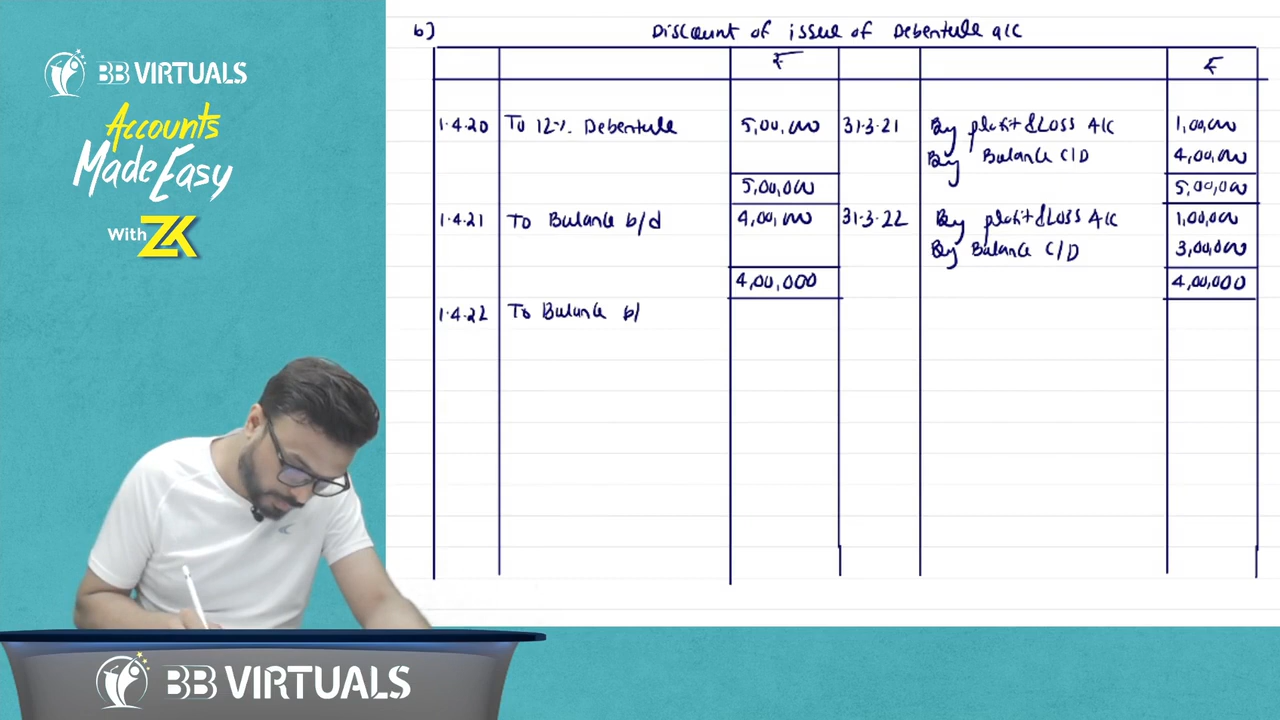 BB VIRTUALS
Accounts
Made Easy
With ZK
b) Discount of issue of Debenture a/c
₹ ₹
1.4.20 To 12% Debenture 5,00,000 31.3.21 By profit & Loss A/C 1,00,000
By Balance C/D 4,00,000
5,00,000 5,00,000
1.4.21 To Balance b/d 4,00,000 31.3.22 By profit & Loss A/C 1,00,000
By Balance C/D 3,00,000
4,00,000 4,00,000
1.4.22 To Balance b/
BB VIRTUALS